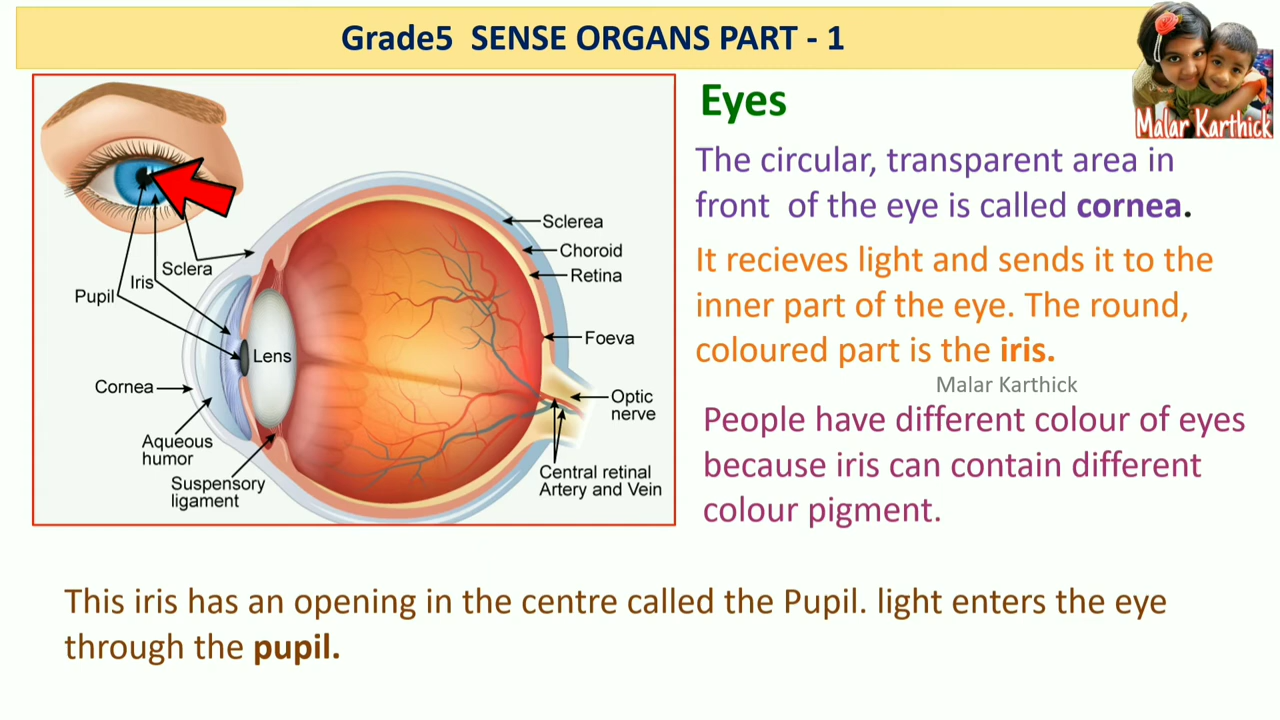 Grade5 SENSE ORGANS PART - 1
Malar Karthick
Eyes
The circular, transparent area in
front of the eye is called cornea.
It recieves light and sends it to the
inner part of the eye. The round,
coloured part is the iris.
Malar Karthick
People have different colour of eyes
because iris can contain different
colour pigment.
Sclera
Iris
Pupil
Lens
Cornea
Aqueous
humor
Suspensory
ligament
Sclerea
Choroid
Retina
Foeva
Optic
nerve
Central retinal
Artery and Vein
This iris has an opening in the centre called the Pupil. light enters the eye
through the pupil.